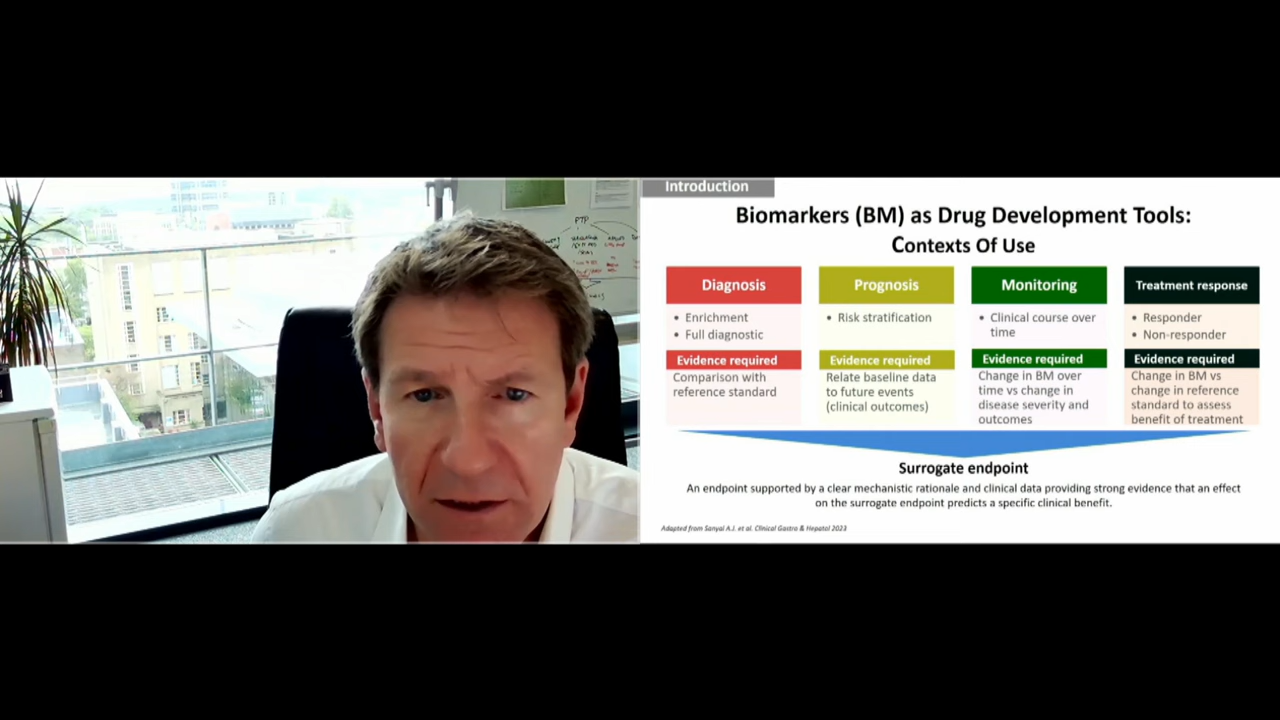 PTP
Introduction
Biomarkers (BM) as Drug Development Tools:
Contexts Of Use
Diagnosis
• Enrichment
• Full diagnostic
Evidence required
Comparison with
reference standard
Prognosis
• Risk stratification
Evidence required
Relate baseline data
to future events
(clinical outcomes)
Monitoring
• Clinical course over
time
Evidence required
Change in BM over
time vs change in
disease severity and
outcomes
Treatment response
• Responder
• Non-responder
Evidence required
Change in BM vs
change in reference
standard to assess
benefit of treatment
Surrogate endpoint
An endpoint supported by a clear mechanistic rationale and clinical data providing strong evidence that an effect
on the surrogate endpoint predicts a specific clinical benefit.
Adapted from Sanyal A.J. et al. Clinical Gastro & Hepatol 2023